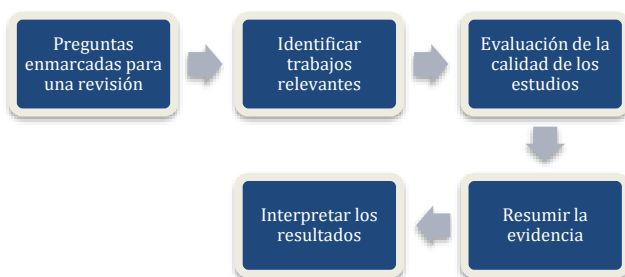 Preguntas
enmarcadas para
una revisión
Identificar
trabajos
relevantes
Evaluación de la
calidad de los
estudios
Resumir la
evidencia
Interpretar los
resultados